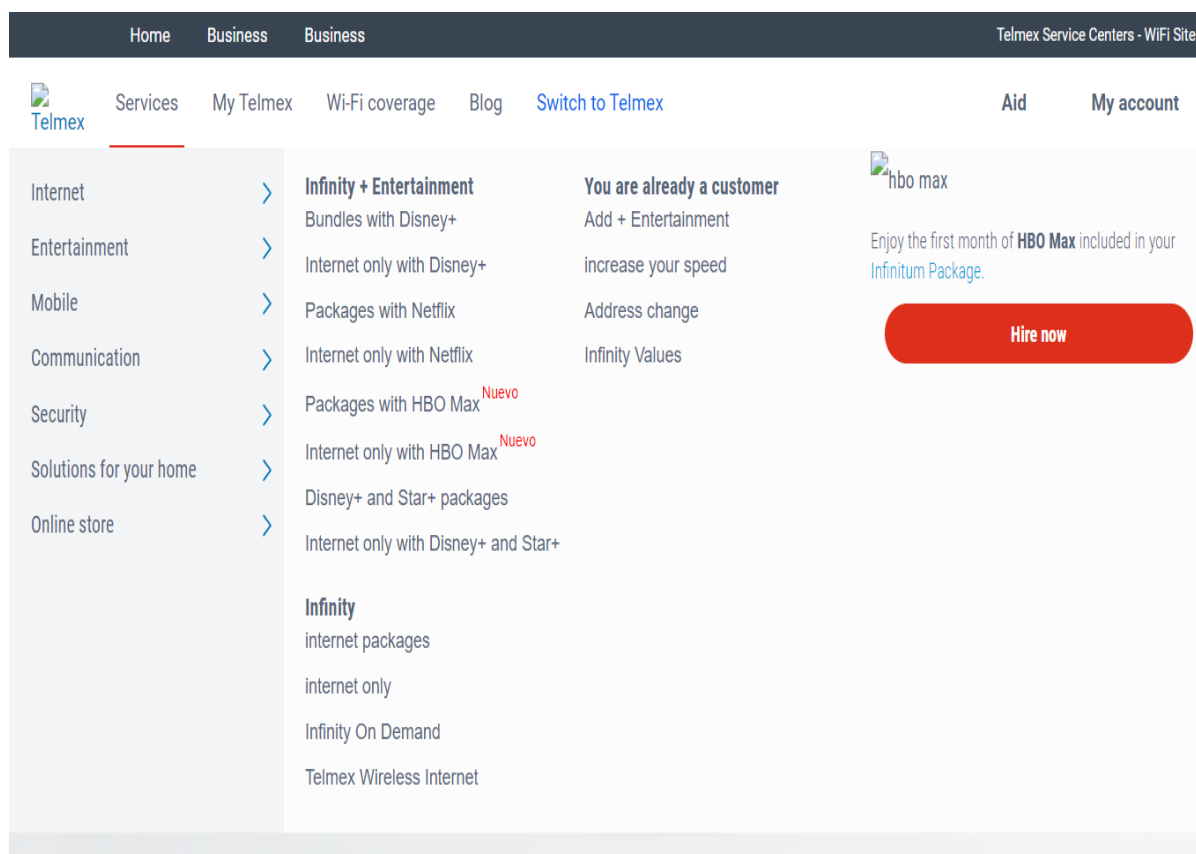 Home Business Business Telmex Service Centers - WiFi Site
Telmex Services My Telmex Wi-Fi coverage Blog Switch to Telmex Aid My account
Internet
Entertainment
Mobile
Communication
Security
Solutions for your home
Online store
Infinity + Entertainment
Bundles with Disney+
Internet only with Disney+
Packages with Netflix
Internet only with Netflix
Packages with HBO Max Nuevo
Internet only with HBO Max Nuevo
Disney+ and Star+ packages
Internet only with Disney+ and Star+
Infinity
internet packages
internet only
Infinity On Demand
Telmex Wireless Internet
You are already a customer
Add + Entertainment
increase your speed
Address change
Infinity Values
hbo max
Enjoy the first month of HBO Max included in your
Infinitum Package.
Hire now